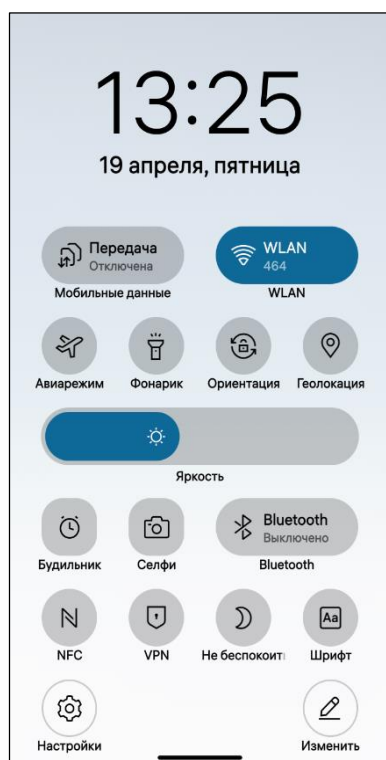 13:25
19 апреля, пятница
Передача
Отключена
WLAN
464
Мобильные данные
WLAN
Авиарежим
Фонарик
Ориентация
Геолокация
Яркость
Bluetooth
Выключено
Будильник
Селфи
Bluetooth
Aa
NFC
VPN
Не беспокоит
Шрифт
Настройки
Изменить